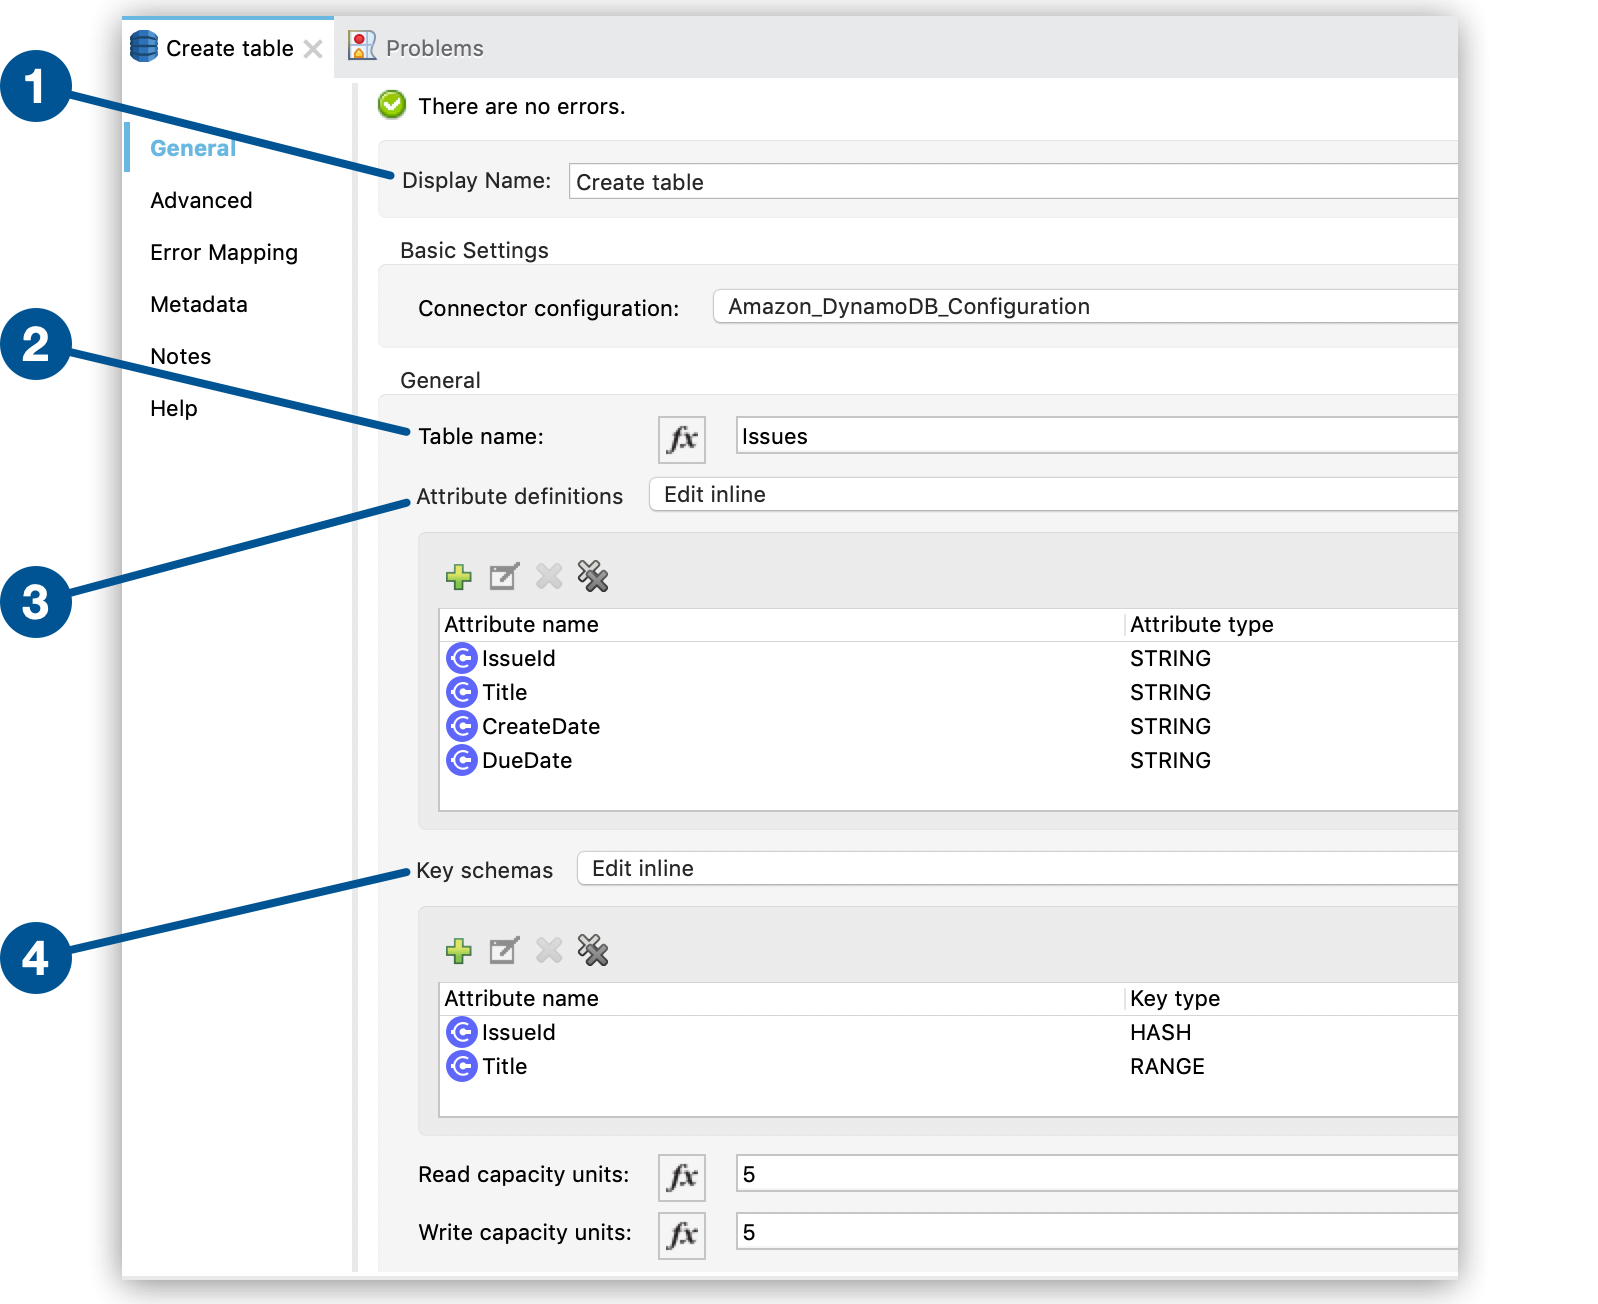 Create table
Problems
1
There are no errors.
General
Display Name: Create table
Advanced
Error Mapping
Basic Settings
Metadata
Connector configuration: Amazon_DynamoDB_Configuration
2
Notes
General
Help
Table name: fx Issues
Attribute definitions Edit inline
3
Attribute name Attribute type
IssueId STRING
Title STRING
CreateDate STRING
DueDate STRING
Key schemas Edit inline
4
Attribute name Key type
IssueId HASH
Title RANGE
Read capacity units: fx 5
Write capacity units: fx 5